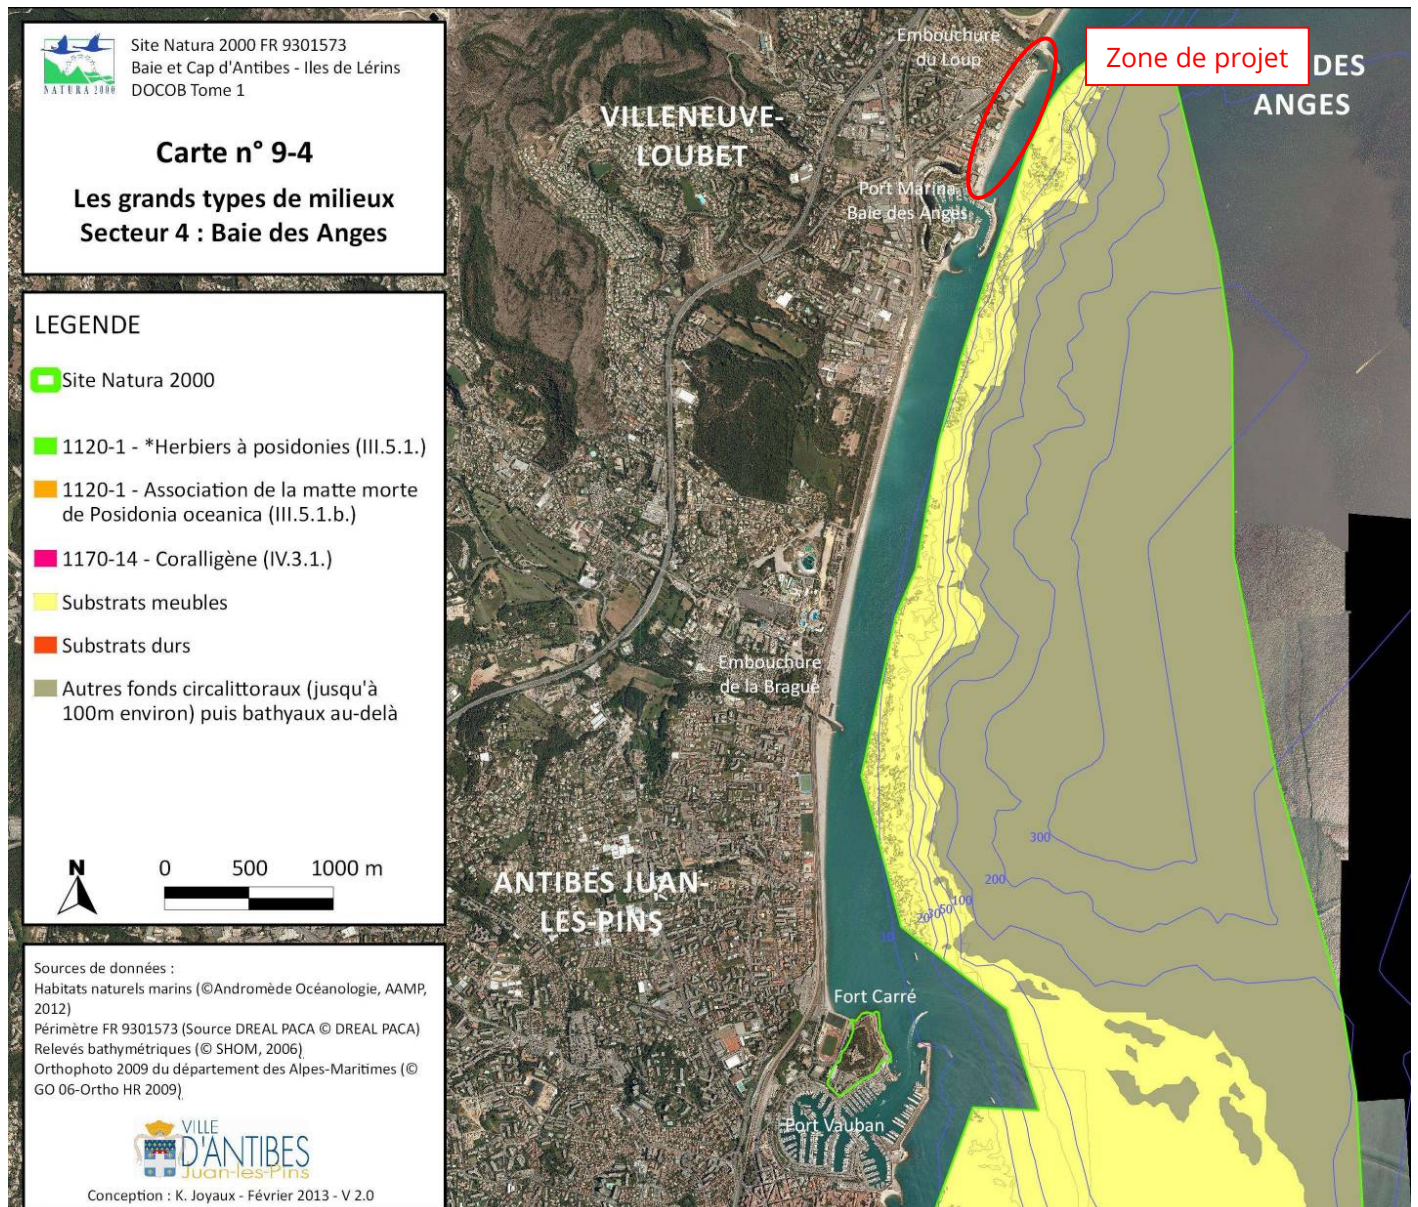 Site Natura 2000 FR 9301573
Baie et Cap d'Antibes - Iles de Lérins
DOCOB Tome 1
NATURA 2000
Carte n° 9-4
Les grands types de milieux
Secteur 4 : Baie des Anges
LEGENDE
Site Natura 2000
1120-1 - *Herbiers à posidonies (III.5.1.)
1120-1 - Association de la matte morte
de Posidonia oceanica (III.5.1.b.)
1170-14 - Coralligène (IV.3.1.)
Substrats meubles
Substrats durs
Autres fonds circalittoraux (jusqu'à
100m environ) puis bathyaux au-delà
N
0 500 1000 m
Sources de données :
Habitats naturels marins (©Andromède Océanologie, AAMP,
2012)
Périmètre FR 9301573 (Source DREAL PACA © DREAL PACA)
Relevés bathymétriques (© SHOM, 2006)
Orthophoto 2009 du département des Alpes-Maritimes (©
GO 06-Ortho HR 2009)
VILLE
D'ANTIBES
Juan-les-Pins
Conception : K. Joyaux - Février 2013 - V 2.0
Embouchure
du Loup
Zone de projet
DES
ANGES
VILLENEUVE-
LOUBET
Port Marina
Baie des Anges
Embouchure
de la Brague
300
200
100
50
30
20
10
ANTIBES JUAN-
LES-PINS
Fort Carré
Port Vauban